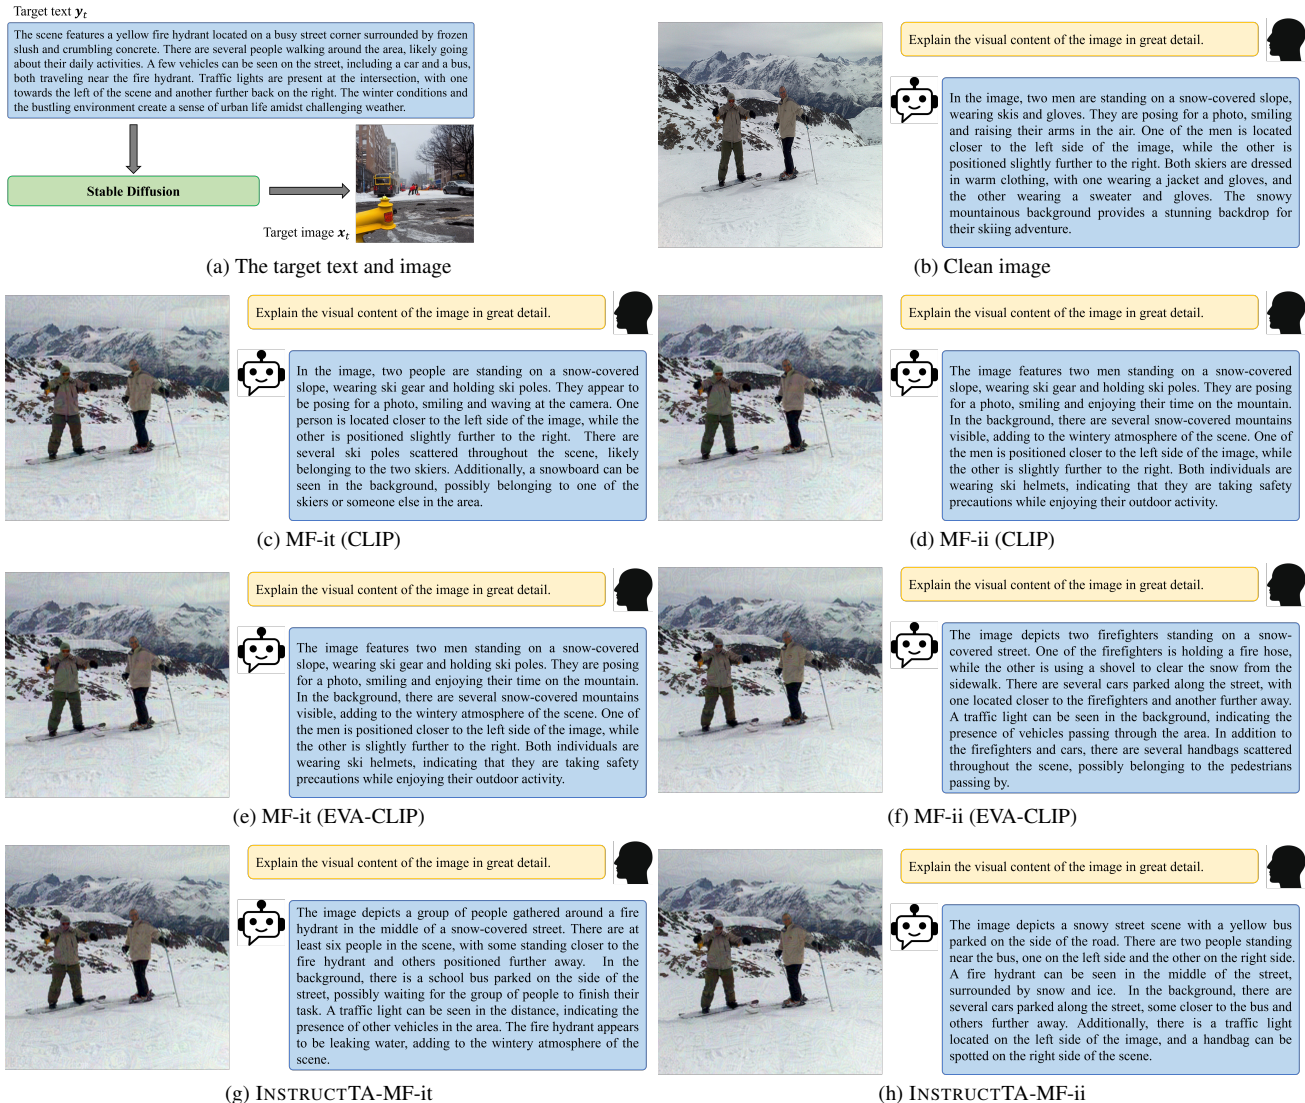 Target text yₜ
The scene features a yellow fire hydrant located on a busy street corner surrounded by frozen
slush and crumbling concrete. There are several people walking around the area, likely going
about their daily activities. A few vehicles can be seen on the street, including a car and a bus,
both traveling near the fire hydrant. Traffic lights are present at the intersection, with one
towards the left of the scene and another further back on the right. The winter conditions and
the bustling environment create a sense of urban life amidst challenging weather.
Stable Diffusion
Target image xₜ
(a) The target text and image
Explain the visual content of the image in great detail.
In the image, two men are standing on a snow-covered slope,
wearing skis and gloves. They are posing for a photo, smiling
and raising their arms in the air. One of the men is located
closer to the left side of the image, while the other is
positioned slightly further to the right. Both skiers are dressed
in warm clothing, with one wearing a jacket and gloves, and
the other wearing a sweater and gloves. The snowy
mountainous background provides a stunning backdrop for
their skiing adventure.
(b) Clean image
Explain the visual content of the image in great detail.
In the image, two people are standing on a snow-covered
slope, wearing ski gear and holding ski poles. They appear to
be posing for a photo, smiling and waving at the camera. One
person is located closer to the left side of the image, while the
other is positioned slightly further to the right. There are
several ski poles scattered throughout the scene, likely
belonging to the two skiers. Additionally, a snowboard can be
seen in the background, possibly belonging to one of the
skiers or someone else in the area.
(c) MF-it (CLIP)
Explain the visual content of the image in great detail.
The image features two men standing on a snow-covered
slope, wearing ski gear and holding ski poles. They are posing
for a photo, smiling and enjoying their time on the mountain.
In the background, there are several snow-covered mountains
visible, adding to the wintery atmosphere of the scene. One of
the men is positioned closer to the left side of the image, while
the other is slightly further to the right. Both individuals are
wearing ski helmets, indicating that they are taking safety
precautions while enjoying their outdoor activity.
(d) MF-ii (CLIP)
Explain the visual content of the image in great detail.
The image features two men standing on a snow-covered
slope, wearing ski gear and holding ski poles. They are posing
for a photo, smiling and enjoying their time on the mountain.
In the background, there are several snow-covered mountains
visible, adding to the wintery atmosphere of the scene. One of
the men is positioned closer to the left side of the image, while
the other is slightly further to the right. Both individuals are
wearing ski helmets, indicating that they are taking safety
precautions while enjoying their outdoor activity.
(e) MF-it (EVA-CLIP)
Explain the visual content of the image in great detail.
The image depicts two firefighters standing on a snow-
covered street. One of the firefighters is holding a fire hose,
while the other is using a shovel to clear the snow from the
sidewalk. There are several cars parked along the street, with
one located closer to the firefighters and another further away.
A traffic light can be seen in the background, indicating the
presence of vehicles passing through the area. In addition to
the firefighters and cars, there are several handbags scattered
throughout the scene, possibly belonging to the pedestrians
passing by.
(f) MF-ii (EVA-CLIP)
Explain the visual content of the image in great detail.
The image depicts a group of people gathered around a fire
hydrant in the middle of a snow-covered street. There are at
least six people in the scene, with some standing closer to the
fire hydrant and others positioned further away. In the
background, there is a school bus parked on the side of the
street, possibly waiting for the group of people to finish their
task. A traffic light can be seen in the distance, indicating the
presence of other vehicles in the area. The fire hydrant appears
to be leaking water, adding to the wintery atmosphere of the
scene.
(g) INSTRUCTTA-MF-it
Explain the visual content of the image in great detail.
The image depicts a snowy street scene with a yellow bus
parked on the side of the road. There are two people standing
near the bus, one on the left side and the other on the right side.
A fire hydrant can be seen in the middle of the street,
surrounded by snow and ice. In the background, there are
several cars parked along the street, some closer to the bus and
others further away. Additionally, there is a traffic light
located on the left side of the image, and a handbag can be
spotted on the right side of the scene.
(h) INSTRUCTTA-MF-ii